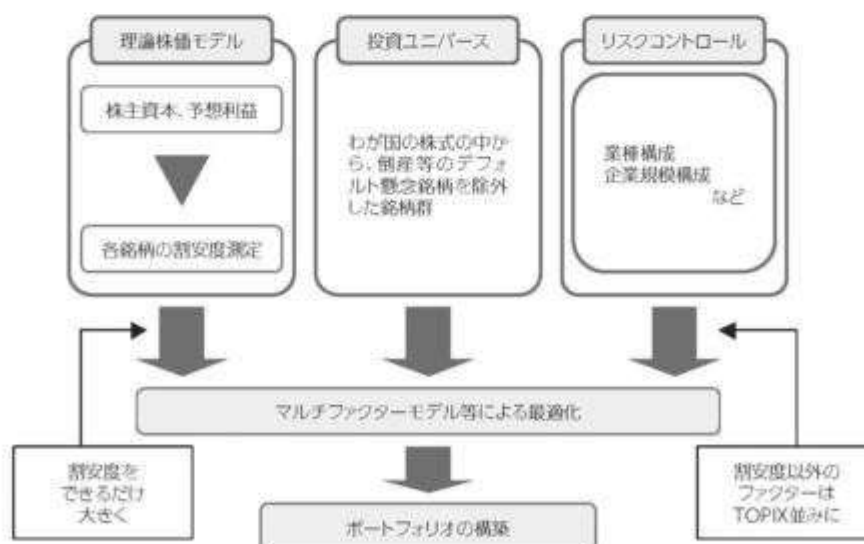 理論株価モデル
株主資本、予想利益
各銘柄の割安度測定
投資ユニバース
わが国の株式の中か
ら、倒産等のデフォ
ルト懸念銘柄を除外
した銘柄群
リスクコントロール
業種構成
企業規模構成
など
マルチファクターモデル等による最適化
割安度を
できるだけ
大きく
割安度以外の
ファクターは
TOPIX並みに
ポートフォリオの構築